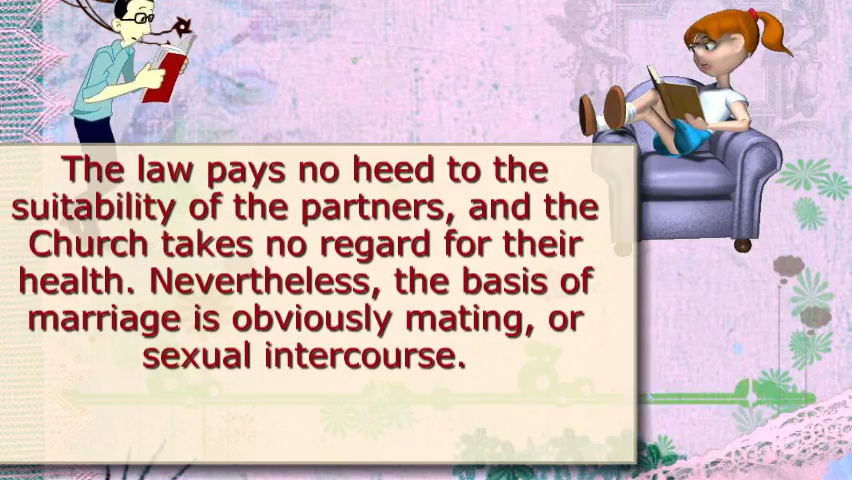 The law pays no heed to the
suitability of the partners, and the
Church takes no regard for their
health. Nevertheless, the basis of
marriage is obviously mating, or
sexual intercourse.